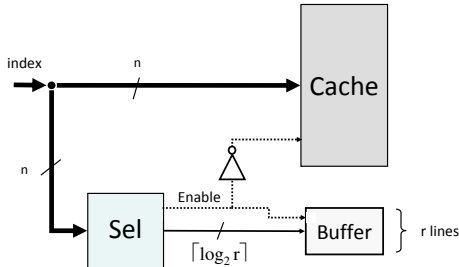 n
index
Cache
n
Enable
Sel
Buffer
r lines
⌈log₂ r⌉